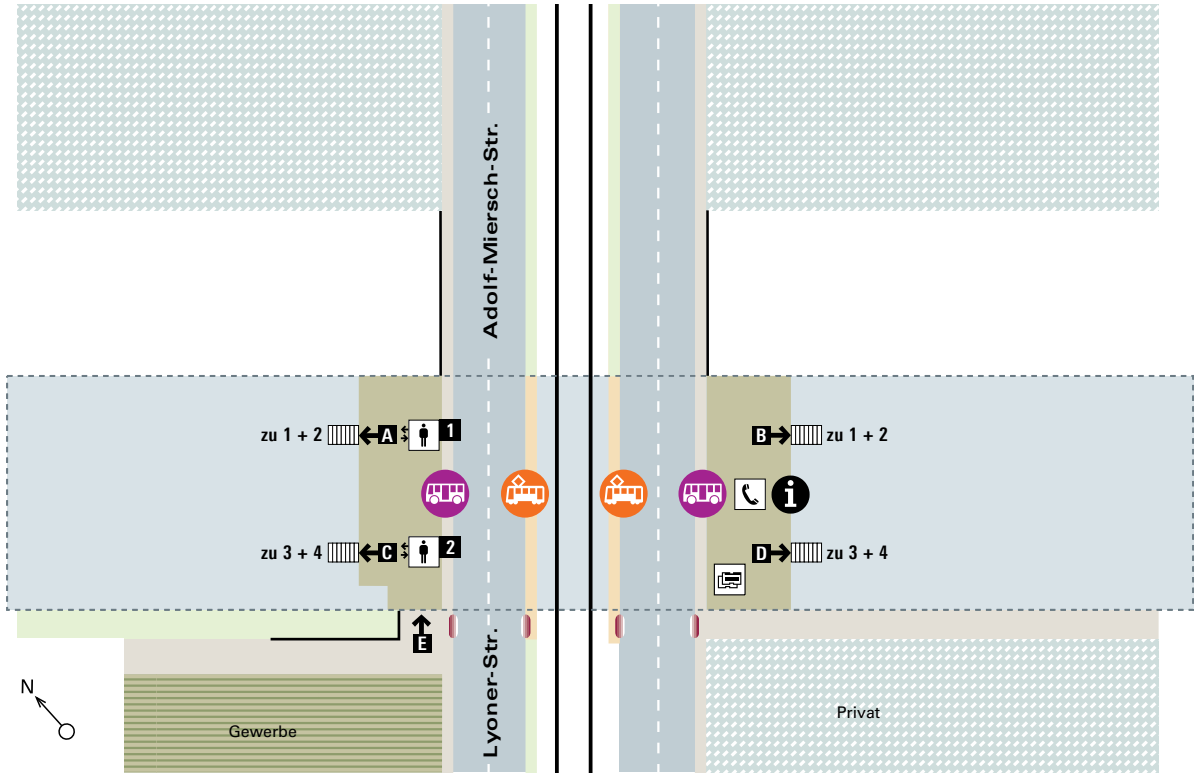 Adolf-Miersch-Str.
zu 1 + 2
A
1
B
zu 1 + 2
i
zu 3 + 4
C
2
D
zu 3 + 4
E
Lyoner-Str.
N
Gewerbe
Privat